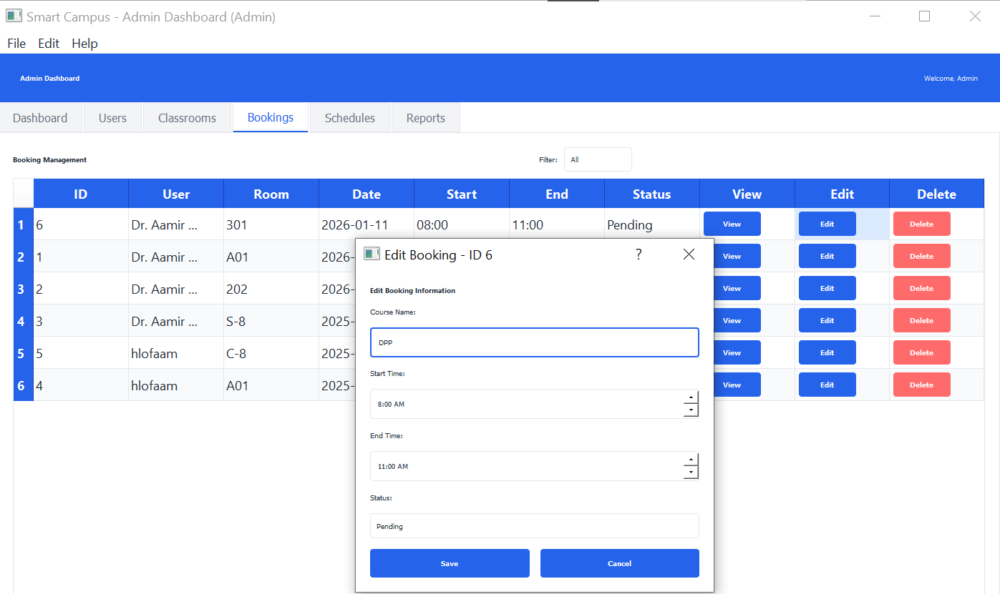 Smart Campus - Admin Dashboard (Admin)
File Edit Help
Admin Dashboard
Welcome, Admin
Dashboard Users Classrooms Bookings Schedules Reports
Booking Management
Filter: All
ID User Room Date Start End Status View Edit Delete
1 6 Dr. Aamir ... 301 2026-01-11 08:00 11:00 Pending View Edit Delete
2 1 Dr. Aamir ... A01 2026- View Edit Delete
3 2 Dr. Aamir ... 202 2026- View Edit Delete
4 3 Dr. Aamir ... S-8 2025- View Edit Delete
5 5 hlofaam C-8 2025- View Edit Delete
6 4 hlofaam A01 2025- View Edit Delete
Edit Booking - ID 6 ?
Edit Booking Information
Course Name:
DPP
Start Time:
8:00 AM
End Time:
11:00 AM
Status:
Pending
Save Cancel